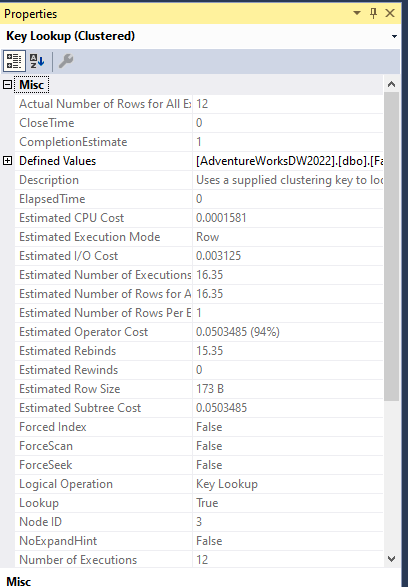 Properties
Key Lookup (Clustered)
Misc
Actual Number of Rows for All Ex 12
CloseTime 0
CompletionEstimate 1
Defined Values [AdventureWorksDW2022].[dbo].[Fa
Description Uses a supplied clustering key to loo
ElapsedTime 0
Estimated CPU Cost 0.0001581
Estimated Execution Mode Row
Estimated I/O Cost 0.003125
Estimated Number of Executions 16.35
Estimated Number of Rows for A 16.35
Estimated Number of Rows Per E 1
Estimated Operator Cost 0.0503485 (94%)
Estimated Rebinds 15.35
Estimated Rewinds 0
Estimated Row Size 173 B
Estimated Subtree Cost 0.0503485
Forced Index False
ForceScan False
ForceSeek False
Logical Operation Key Lookup
Lookup True
Node ID 3
NoExpandHint False
Number of Executions 12
Misc